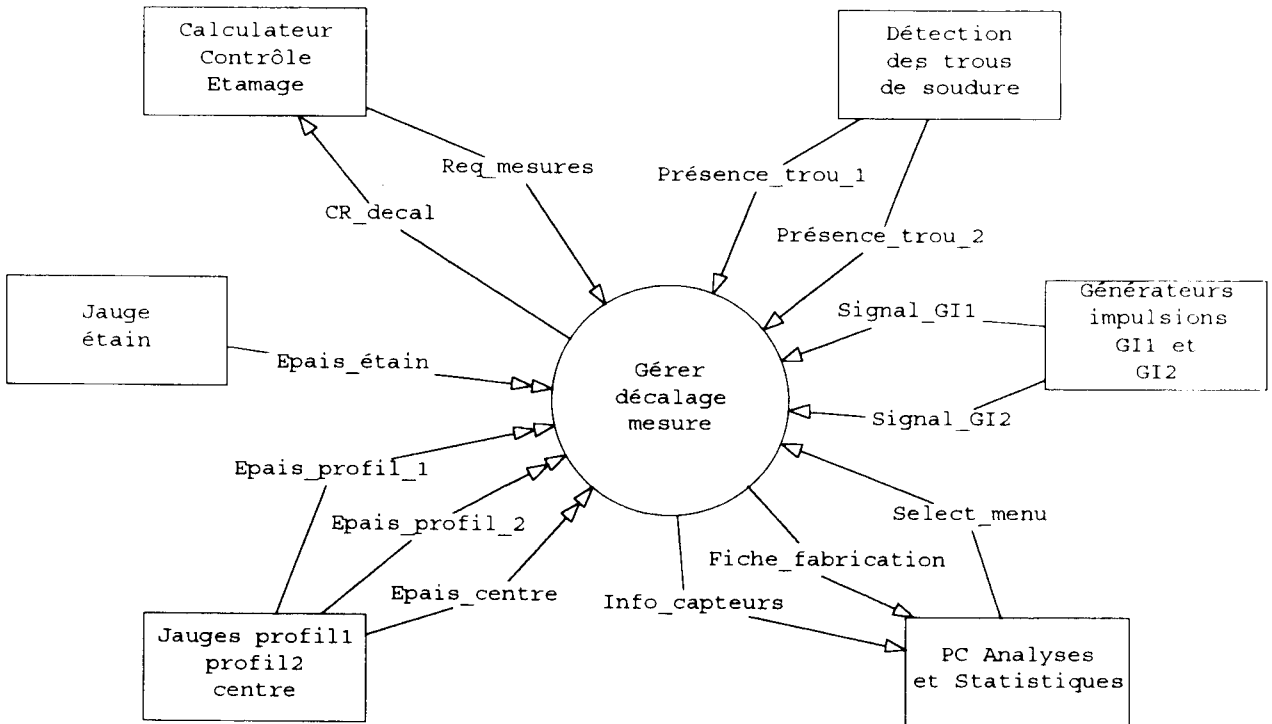 Calculateur
Contrôle
Etamage
Détection
des trous
de soudure
Req_mesures
Présence_trou_1
CR_decal
Présence_trou_2
Jauge
étain
Epais_étain
Signal_GI1
Générateurs
impulsions
GI1 et
GI2
Gérer
décalage
mesure
Signal_GI2
Epais_profil_1
Epais_profil_2
Select_menu
Fiche_fabrication
Epais_centre
Info_capteurs
Jauges profil1
profil2
centre
PC Analyses
et Statistiques